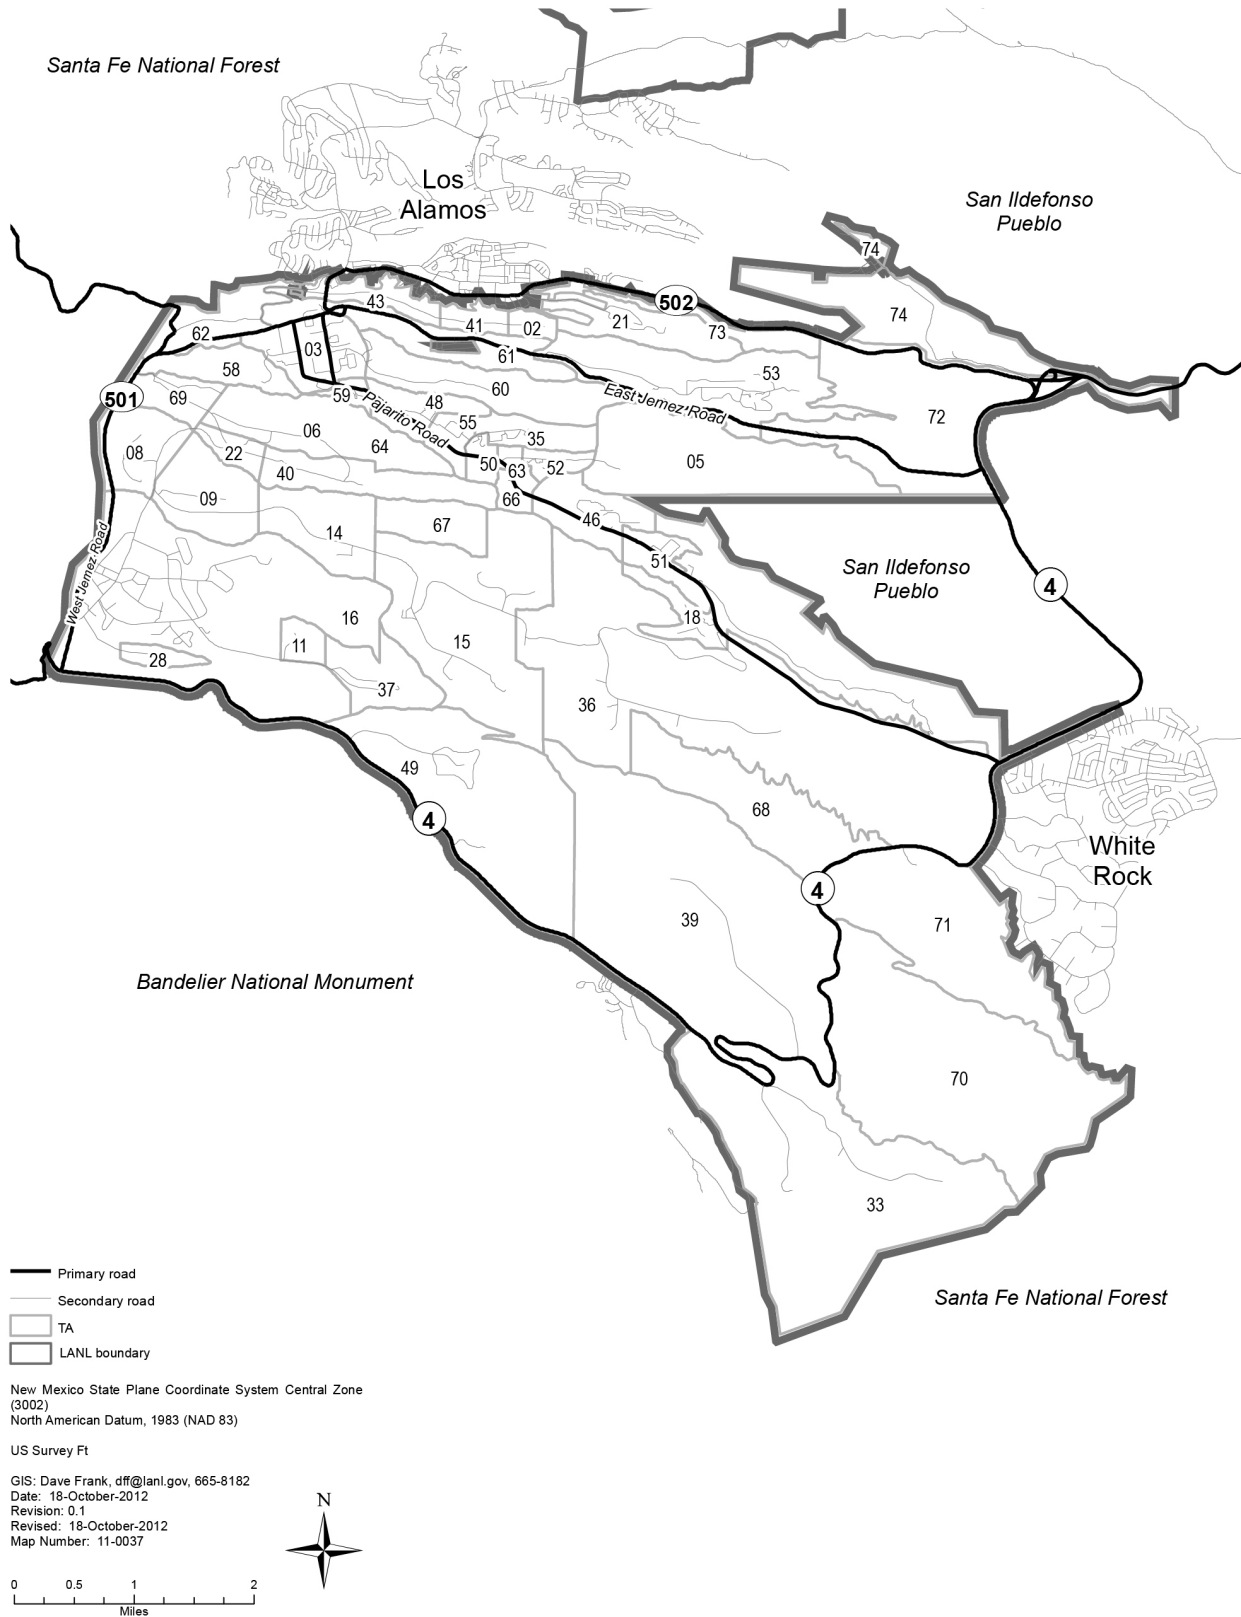 Santa Fe National Forest
Los
Alamos
San Ildefonso
Pueblo
74
74
502
43
41
02
21
73
62
03
61
53
58
60
East Jemez Road
72
501
69
59
48
Pajarito Road
55
35
06
64
08
22
40
50
63
52
05
09
66
46
14
67
51
San Ildefonso
Pueblo
4
West Jemez Road
16
18
11
15
28
37
36
49
68
4
White
Rock
4
39
71
Bandelier National Monument
70
33
Santa Fe National Forest
Primary road
Secondary road
TA
LANL boundary
New Mexico State Plane Coordinate System Central Zone
(3002)
North American Datum, 1983 (NAD 83)
US Survey Ft
GIS: Dave Frank, dff@lanl.gov, 665-8182
Date: 18-October-2012
Revision: 0.1
Revised: 18-October-2012
Map Number: 11-0037
N
0 0.5 1 2
Miles